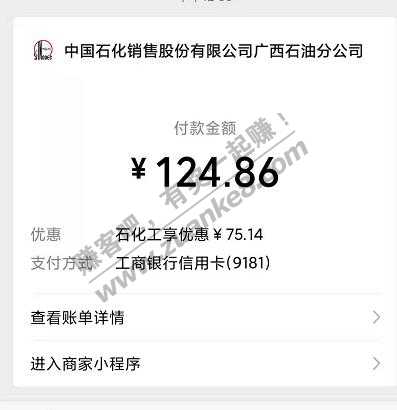 中国石化销售股份有限公司广西石油分公司
付款金额
¥124.86
优惠 石化工享优惠¥75.14
支付方式 工商银行信用卡(9181)
查看账单详情
进入商家小程序
赚客吧，有奖一起赚！
www.zuanke8.com